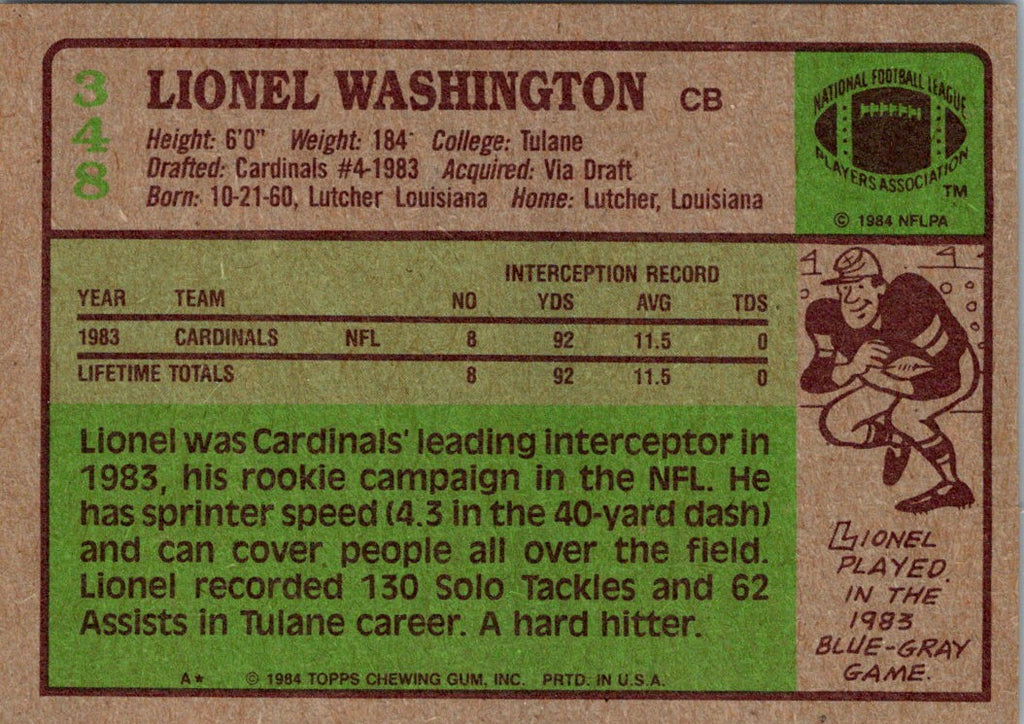 348
LIONEL WASHINGTON CB
Height: 6'0" Weight: 184 College: Tulane
Drafted: Cardinals #4-1983 Acquired: Via Draft
Born: 10-21-60, Lutcher Louisiana Home: Lutcher, Louisiana
NATIONAL FOOTBALL LEAGUE
PLAYERS ASSOCIATION
TM
© 1984 NFLPA
INTERCEPTION RECORD
YEAR TEAM NO YDS AVG TDS
1983 CARDINALS NFL 8 92 11.5 0
LIFETIME TOTALS 8 92 11.5 0
4 4
Lionel was Cardinals' leading interceptor in
1983, his rookie campaign in the NFL. He
has sprinter speed (4.3 in the 40-yard dash)
and can cover people all over the field.
Lionel recorded 130 Solo Tackles and 62
Assists in Tulane career. A hard hitter.
LIONEL
PLAYED
IN THE
1983
BLUE-GRAY
GAME.
A★ © 1984 TOPPS CHEWING GUM, INC. PRTD. IN U.S.A.